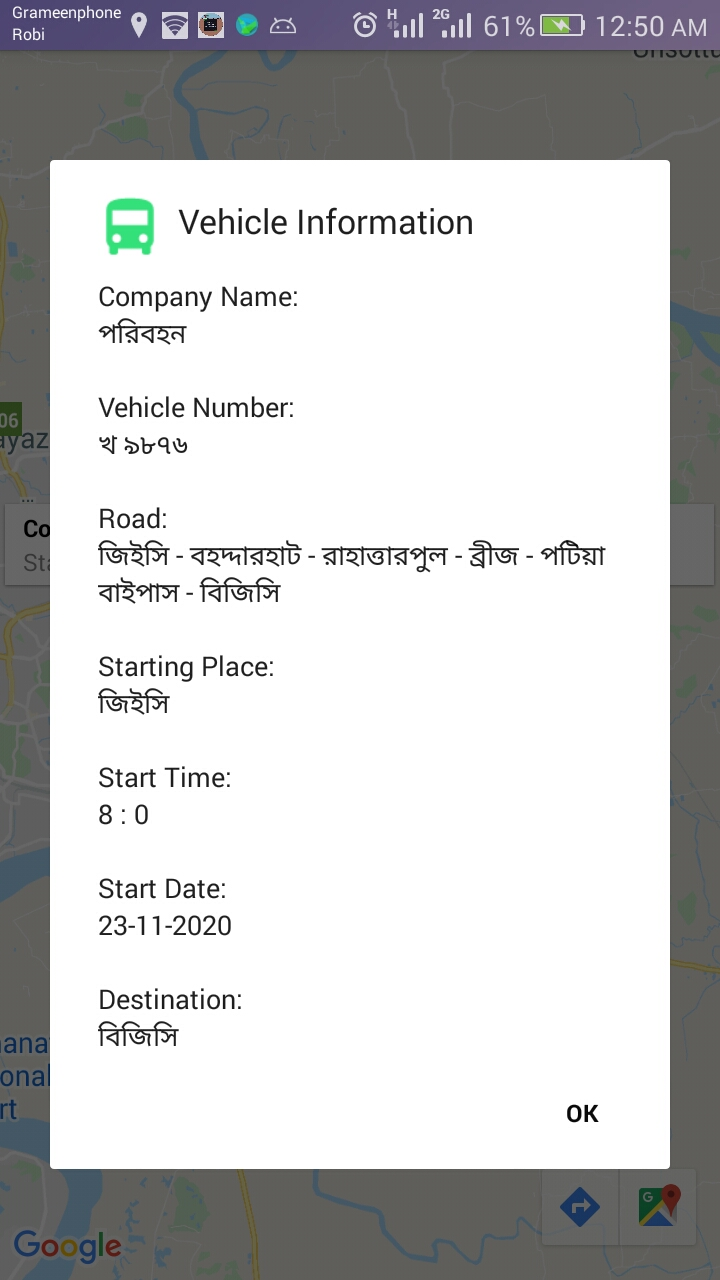 Grameenphone
Robi
H
2G
61%
12:50 AM
06
Co
Vehicle Information
Company Name:
পরিবহন
Vehicle Number:
খ ৯৮৭৬
Road:
জিইসি - বহদ্দারহাট - রাহাত্তারপুল - ব্রীজ - পটিয়া
বাইপাস - বিজিসি
Starting Place:
জিইসি
Start Time:
8 : 0
Start Date:
23-11-2020
Destination:
বিজিসি
OK
G
Google